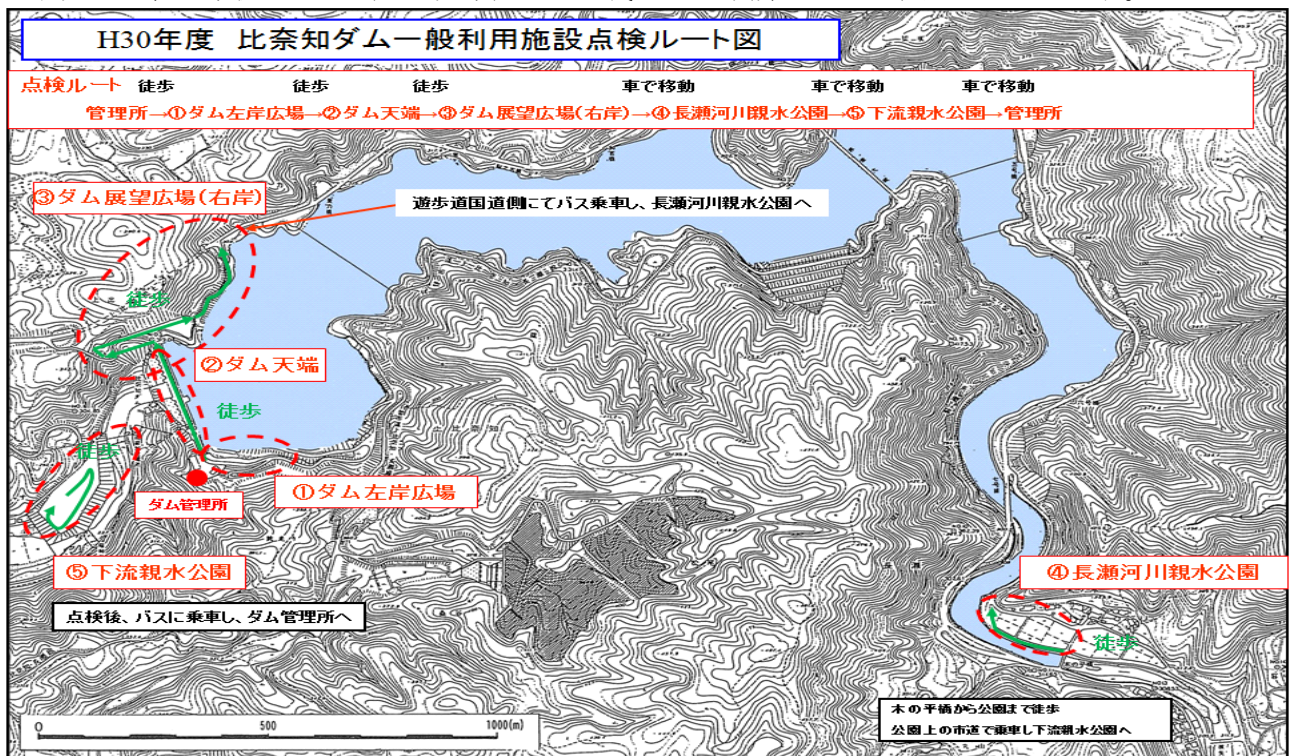 H30年度 比奈知ダム一般利用施設点検ルート図
点検ルート 徒歩 徒歩 徒歩 車で移動 車で移動 車で移動
管理所→①ダム左岸広場→②ダム天端→③ダム展望広場(右岸)→④長瀬河川親水公園→⑤下流親水公園→管理所
③ダム展望広場(右岸)
遊歩道国道側にてバス乗車し、長瀬河川親水公園へ
徒歩
②ダム天端
徒歩
徒歩
①ダム左岸広場
ダム管理所
⑤下流親水公園
点検後、バスに乗車し、ダム管理所へ
④長瀬河川親水公園
徒歩
木の平橋から公園まで徒歩
公園上の市道で乗車し下流親水公園へ
0 500 1000(m)